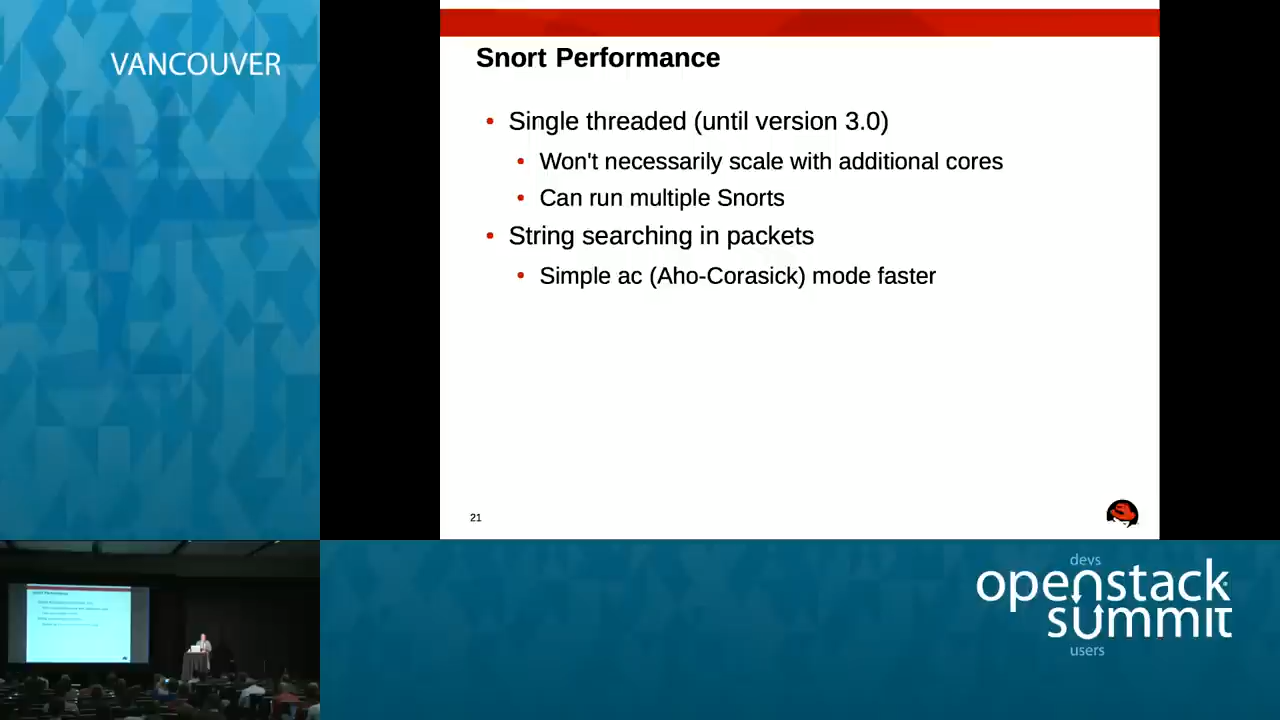 VANCOUVER
Snort Performance
Single threaded (until version 3.0)
Won't necessarily scale with additional cores
Can run multiple Snorts
String searching in packets
Simple ac (Aho-Corasick) mode faster
21
devs
openstack
summit
users